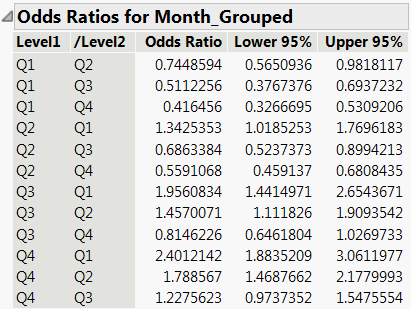 Odds Ratios for Month_Grouped
Level1 /Level2 Odds Ratio Lower 95% Upper 95%
Q1 Q2 0.7448594 0.5650936 0.9818117
Q1 Q3 0.5112256 0.3767376 0.6937232
Q1 Q4 0.416456 0.3266695 0.5309206
Q2 Q1 1.3425353 1.0185253 1.7696183
Q2 Q3 0.6863384 0.5237373 0.8994213
Q2 Q4 0.5591068 0.459137 0.6808435
Q3 Q1 1.9560834 1.4414971 2.6543671
Q3 Q2 1.4570071 1.111826 1.9093542
Q3 Q4 0.8146226 0.6461804 1.0269733
Q4 Q1 2.4012142 1.8835209 3.0611977
Q4 Q2 1.788567 1.4687662 2.1779993
Q4 Q3 1.2275623 0.9737352 1.5475554